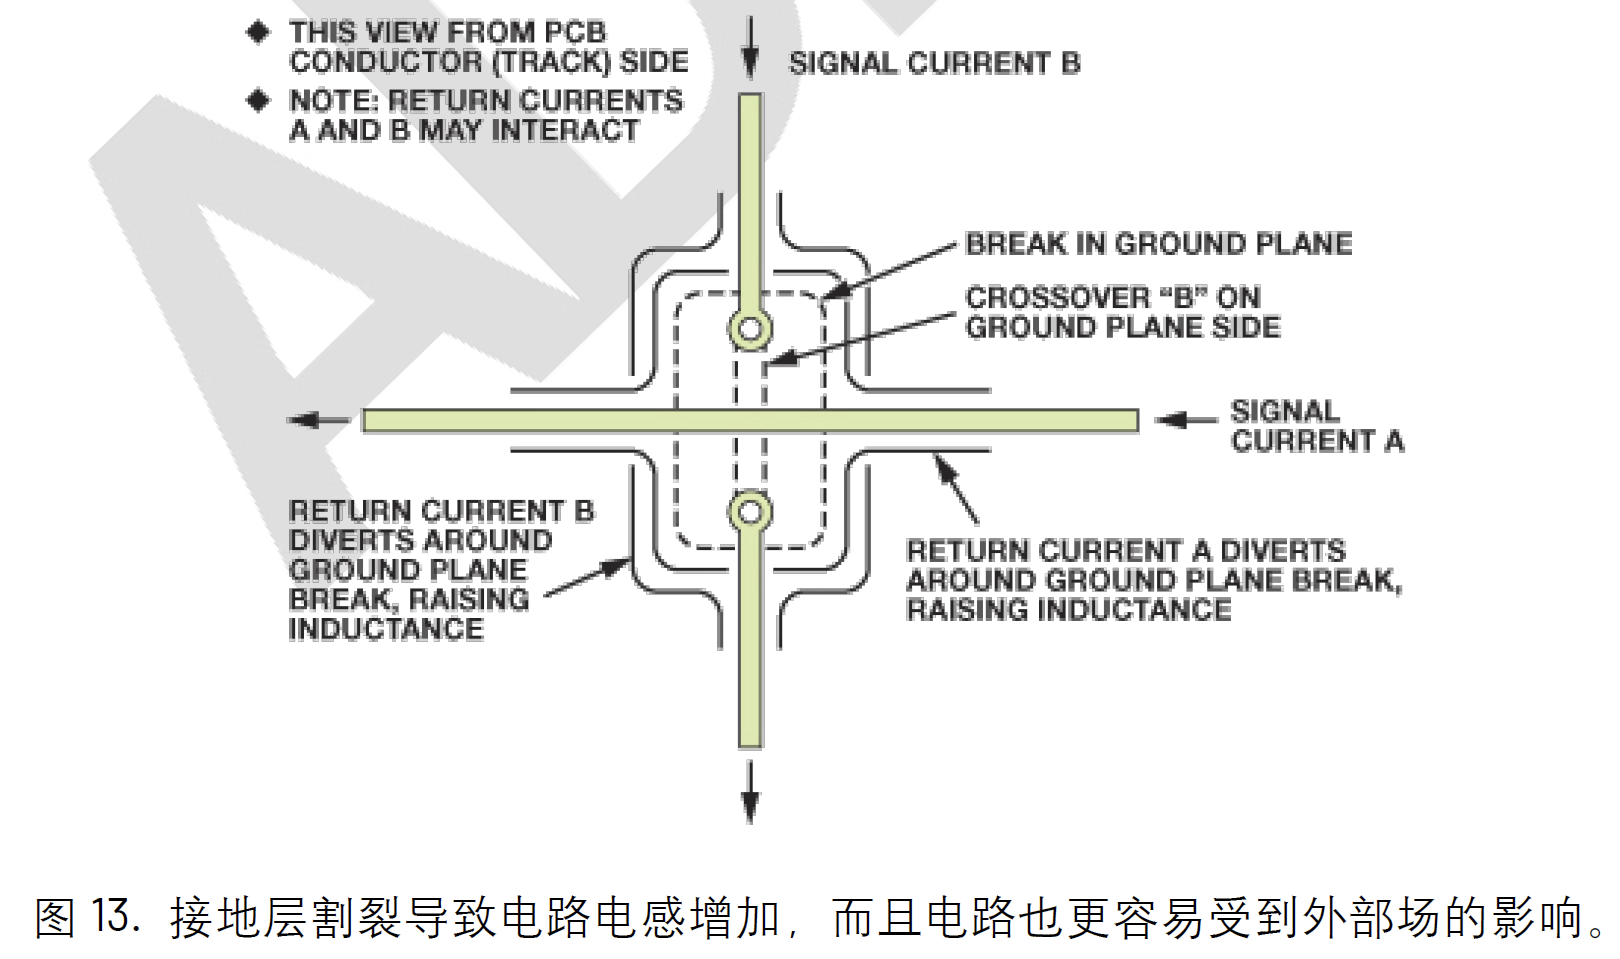 ◆ THIS VIEW FROM PCB
CONDUCTOR (TRACK) SIDE
◆ NOTE: RETURN CURRENTS
A AND B MAY INTERACT
SIGNAL CURRENT B
BREAK IN GROUND PLANE
CROSSOVER “B” ON
GROUND PLANE SIDE
SIGNAL
CURRENT A
RETURN CURRENT B
DIVERTS AROUND
GROUND PLANE
BREAK, RAISING
INDUCTANCE
RETURN CURRENT A DIVERTS
AROUND GROUND PLANE BREAK,
RAISING INDUCTANCE
图 13. 接地层割裂导致电路电感增加，而且电路也更容易受到外部场的影响。